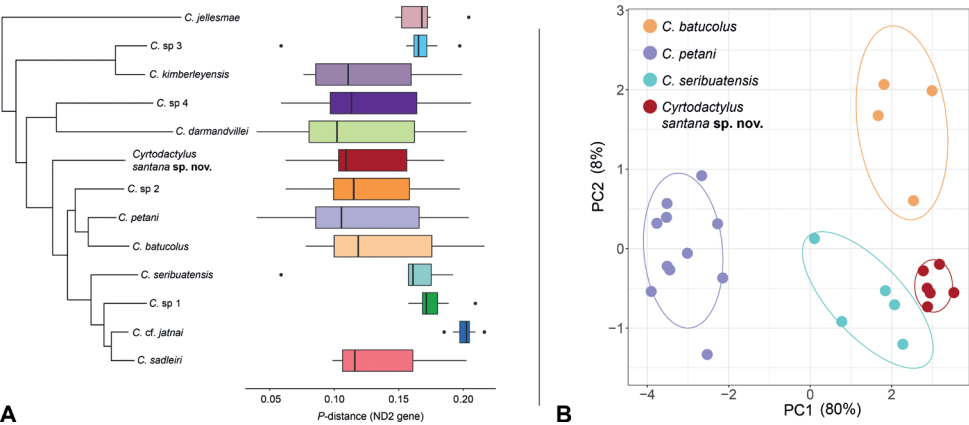 C. jellesmae
C. sp 3
C. kimberleyensis
C. sp 4
C. darmandvillei
Cyrtodactylus
santana sp. nov.
C. sp 2
C. petani
C. batucolus
C. seribuatensis
C. sp 1
C. cf. jatnai
C. sadleiri
0.05 0.10 0.15 0.20
P-distance (ND2 gene)
A
C. batucolus
C. petani
C. seribuatensis
Cyrtodactylus
santana sp. nov.
PC2 (8%)
3
2
1
0
−1
−4 −2 0 2
PC1 (80%)
B